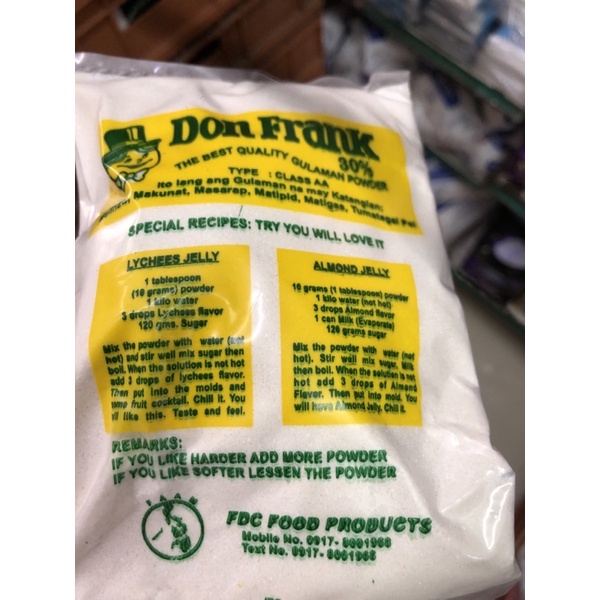 Don Frank
30%
THE BEST QUALITY GULAMAN POWDER
TYPE : CLASS AA
Ito lang ang Gulaman na may Katangian:
Makunat, Masarap, Matipid, Matigas, Tumatagal Pa!
SPECIAL RECIPES: TRY YOU WILL LOVE IT
LYCHEES JELLY
1 tablespoon
(10 grams) powder
1 kilo water
3 drops Lychees flavor
120 gms. Sugar
Mix the powder with water (not
hot) and stir well mix sugar then
boil. When the solution is not hot
add 3 drops of lychees flavor.
Then put into the molds and
some fruit cocktail. Chill it. You
will like this. Taste and feel.
ALMOND JELLY
10 grams (1 tablespoon) powder
1 kilo water (not hot)
3 drops Almond flavor
1 can Milk (Evaporate)
120 grams sugar
Mix the powder with water (not
hot). Stir well mix sugar, Milk
then boil. When the solution is not
hot add 3 drops of Almond
Flavor. Then put into mold. You
will have Almond Jelly. Chill it.
REMARKS:
IF YOU LIKE HARDER ADD MORE POWDER
IF YOU LIKE SOFTER LESSEN THE POWDER
FDC FOOD PRODUCTS
Mobile No. 0917- 8001968
Text No. 0917- 8001968